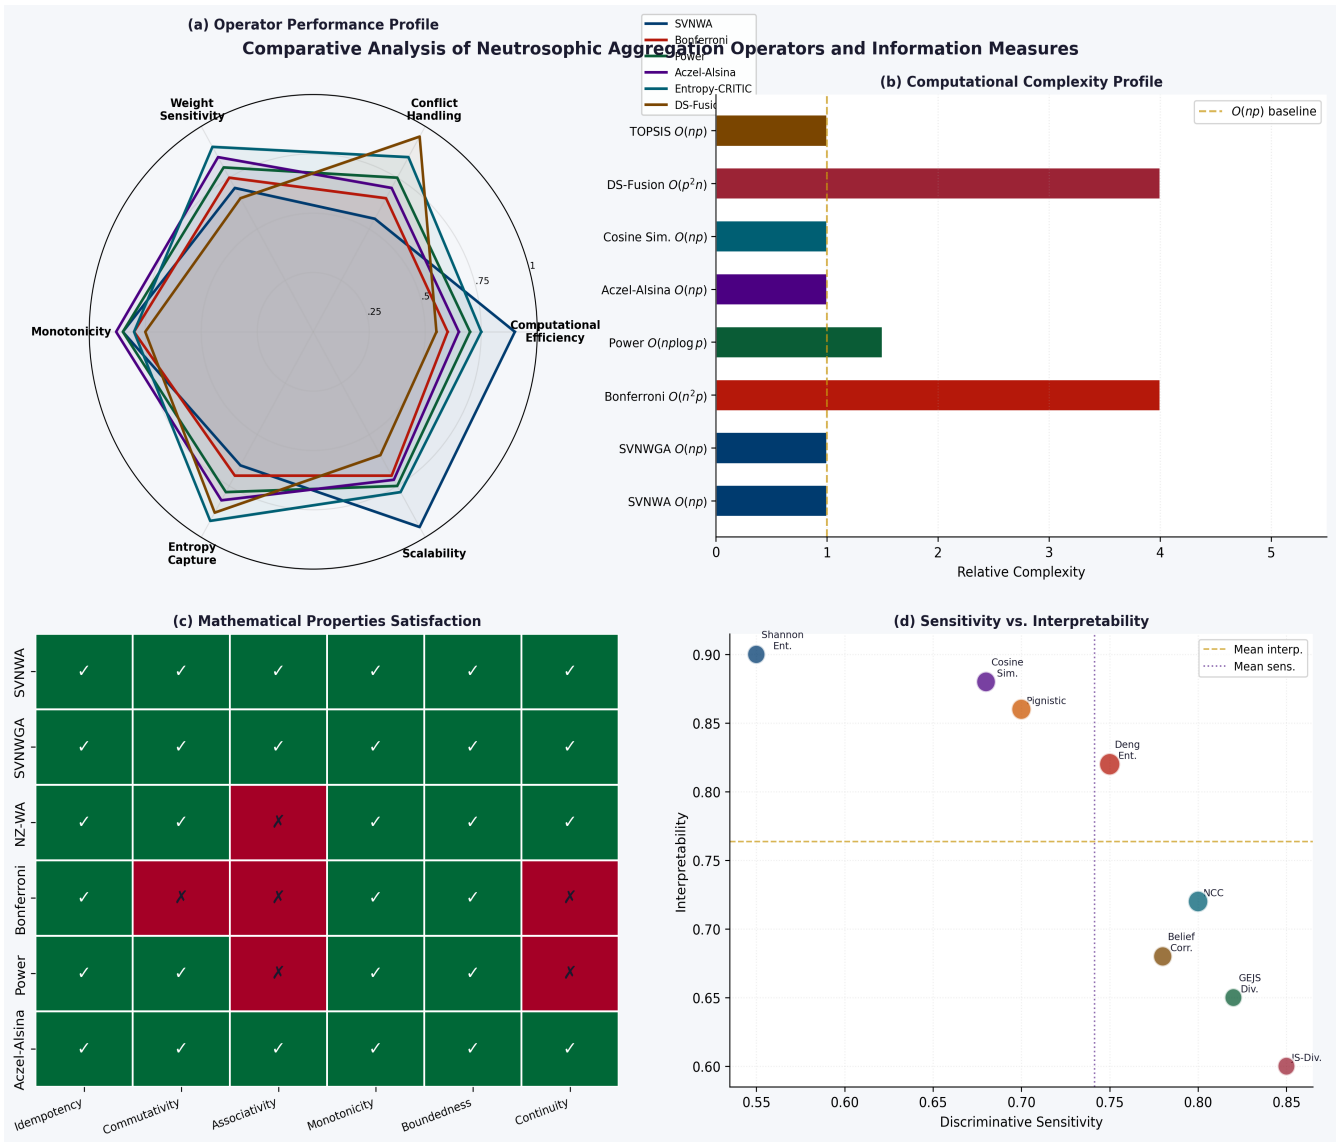 (a) Operator Performance Profile
Comparative Analysis of Neutrosophic Aggregation Operators and Information Measures
SVNWA
Bonferroni
Power
Aczel-Alsina
Entropy-CRITIC
DS-Fusio
Weight
Sensitivity
Conflict
Handling
Monotonicity
Computational
Efficiency
Entropy
Capture
Scalability
.25
.5
.75
1
(b) Computational Complexity Profile
O(np) baseline
TOPSIS O(np)
DS-Fusion O(p²n)
Cosine Sim. O(np)
Aczel-Alsina O(np)
Power O(nplog p)
Bonferroni O(n²p)
SVNWGA O(np)
SVNWA O(np)
0 1 2 3 4 5
Relative Complexity
(c) Mathematical Properties Satisfaction
SVNWA ✓ ✓ ✓ ✓ ✓ ✓
SVNWGA ✓ ✓ ✓ ✓ ✓ ✓
NZ-WA ✓ ✓ ✗ ✓ ✓ ✓
Bonferroni ✓ ✗ ✗ ✓ ✓ ✗
Power ✓ ✓ ✗ ✓ ✓ ✗
Aczel-Alsina ✓ ✓ ✓ ✓ ✓ ✓
Idempotency Commutativity Associativity Monotonicity Boundedness Continuity
(d) Sensitivity vs. Interpretability
Mean interp.
Mean sens.
Shannon
Ent.
Cosine
Sim.
Pignistic
Deng
Ent.
NCC
Belief
Corr.
GEJS
Div.
JS-Div.
Interpretability
0.90
0.85
0.80
0.75
0.70
0.65
0.60
0.55 0.60 0.65 0.70 0.75 0.80 0.85
Discriminative Sensitivity